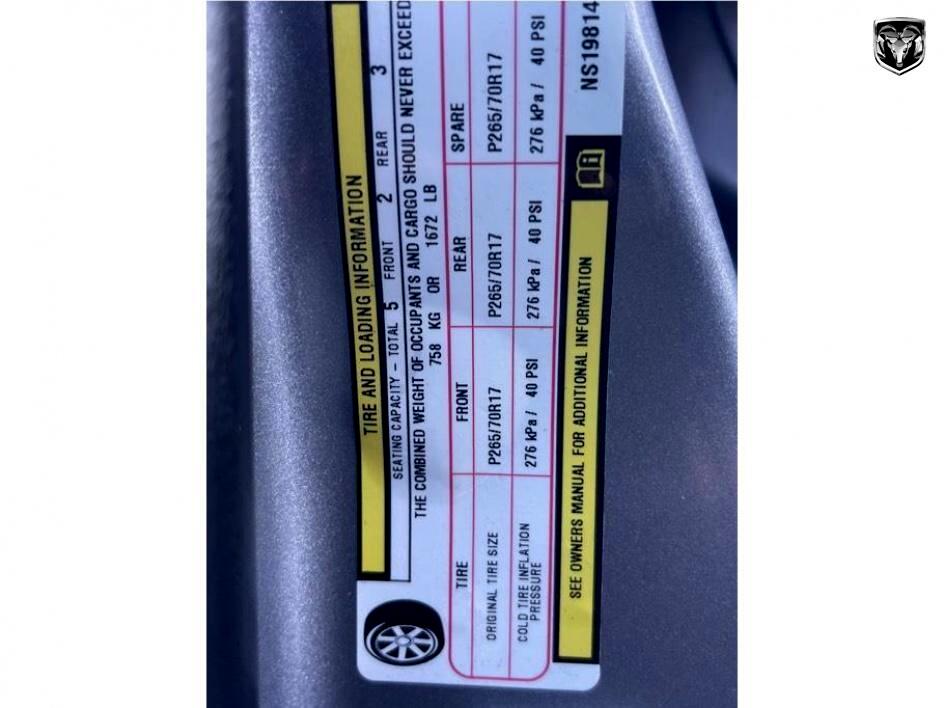 TIRE AND LOADING INFORMATION
SEATING CAPACITY – TOTAL 5 FRONT 2 REAR 3
THE COMBINED WEIGHT OF OCCUPANTS AND CARGO SHOULD NEVER EXCEED
758 KG OR 1672 LB
TIRE FRONT REAR SPARE
ORIGINAL TIRE SIZE P265/70R17 P265/70R17 P265/70R17
COLD TIRE INFLATION
PRESSURE 276 kPa / 40 PSI 276 kPa / 40 PSI 276 kPa / 40 PSI
SEE OWNERS MANUAL FOR ADDITIONAL INFORMATION
NS19814